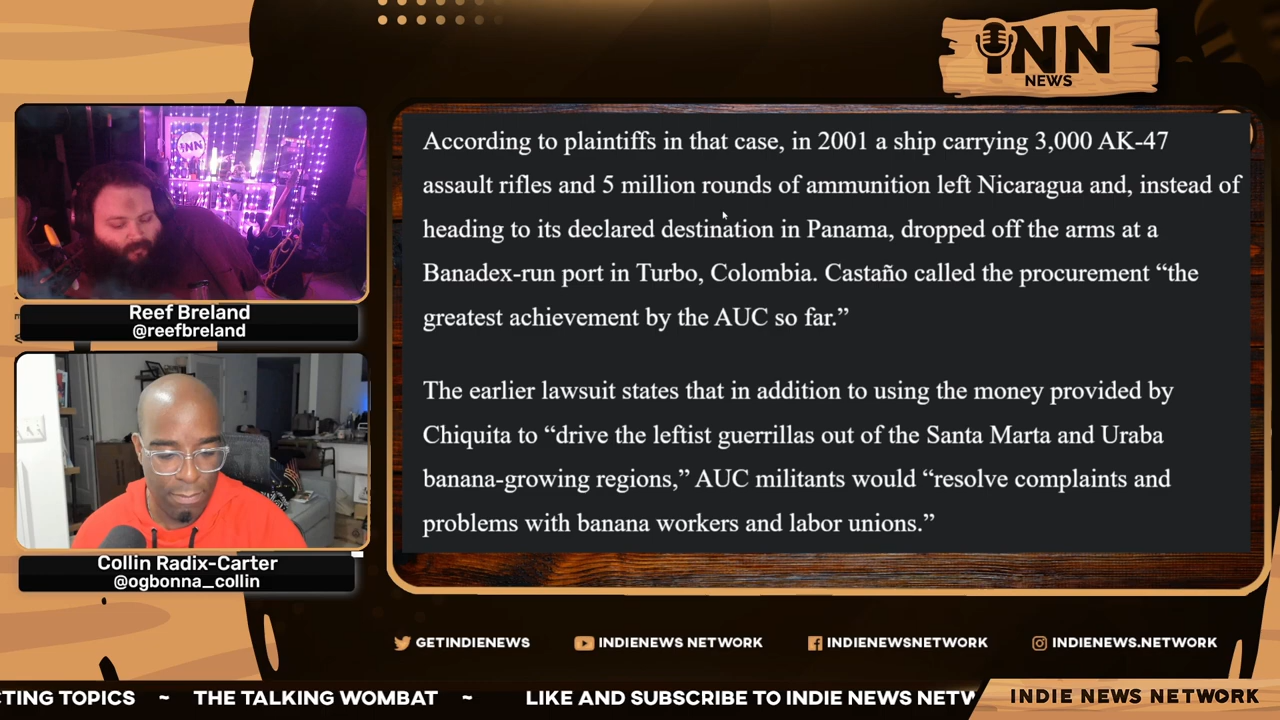 iNN
NEWS
iNN
According to plaintiffs in that case, in 2001 a ship carrying 3,000 AK-47
assault rifles and 5 million rounds of ammunition left Nicaragua and, instead of
heading to its declared destination in Panama, dropped off the arms at a
Banadex-run port in Turbo, Colombia. Castaño called the procurement “the
greatest achievement by the AUC so far.”
The earlier lawsuit states that in addition to using the money provided by
Chiquita to “drive the leftist guerrillas out of the Santa Marta and Uraba
banana-growing regions,” AUC militants would “resolve complaints and
problems with banana workers and labor unions.”
Reef Breland
@reefbreland
Collin Radix-Carter
@ogbonna_collin
GETINDIENEWS
INDIENEWS NETWORK
INDIENEWSNETWORK
INDIENEWS.NETWORK
CTING TOPICS ~ THE TALKING WOMBAT ~ LIKE AND SUBSCRIBE TO INDIE NEWS NETW
INDIE NEWS NETWORK